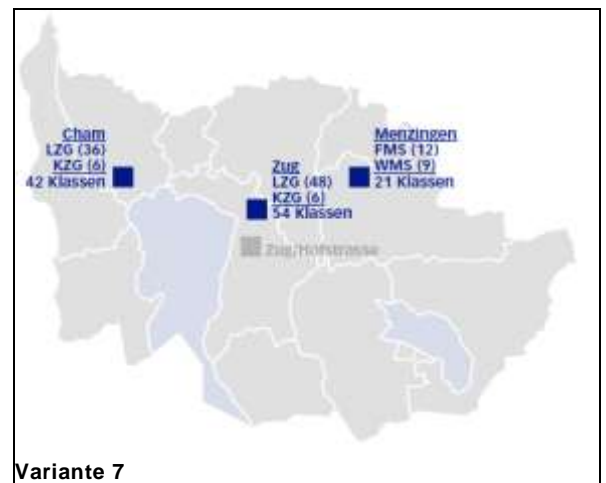 Cham
LZG (36)
KZG (6)
42 Klassen
Zug
LZG (48)
KZG (6)
54 Klassen
Menzingen
FMS (12)
WMS (9)
21 Klassen
Zug/Hofstrasse
Variante 7